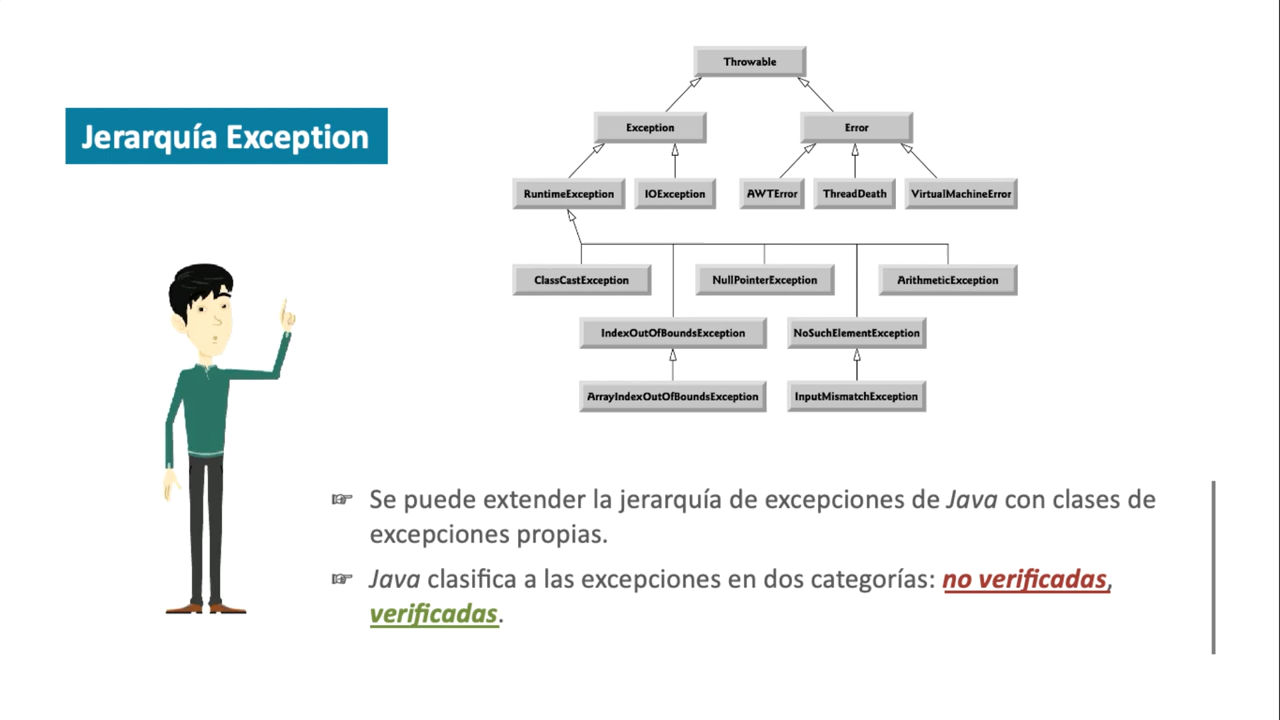 Jerarquía Exception
Throwable
Exception
Error
RuntimeException
IOException
AWTError
ThreadDeath
VirtualMachineError
ClassCastException
NullPointerException
ArithmeticException
IndexOutOfBoundsException
NoSuchElementException
ArrayIndexOutOfBoundsException
InputMismatchException
☞ Se puede extender la jerarquía de excepciones de Java con clases de
excepciones propias.
☞ Java clasifica a las excepciones en dos categorías: no verificadas,
verificadas.